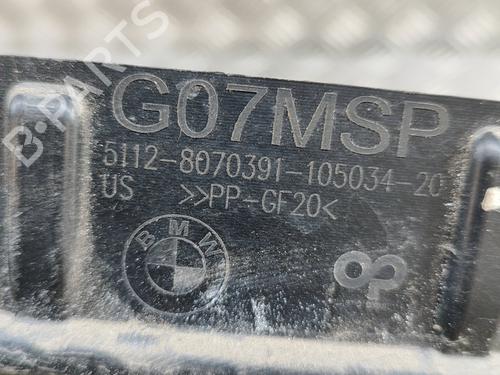 G07MSP
5112-8070391-105034-20
US >>PP-GF20<
BMW
B-PARTS